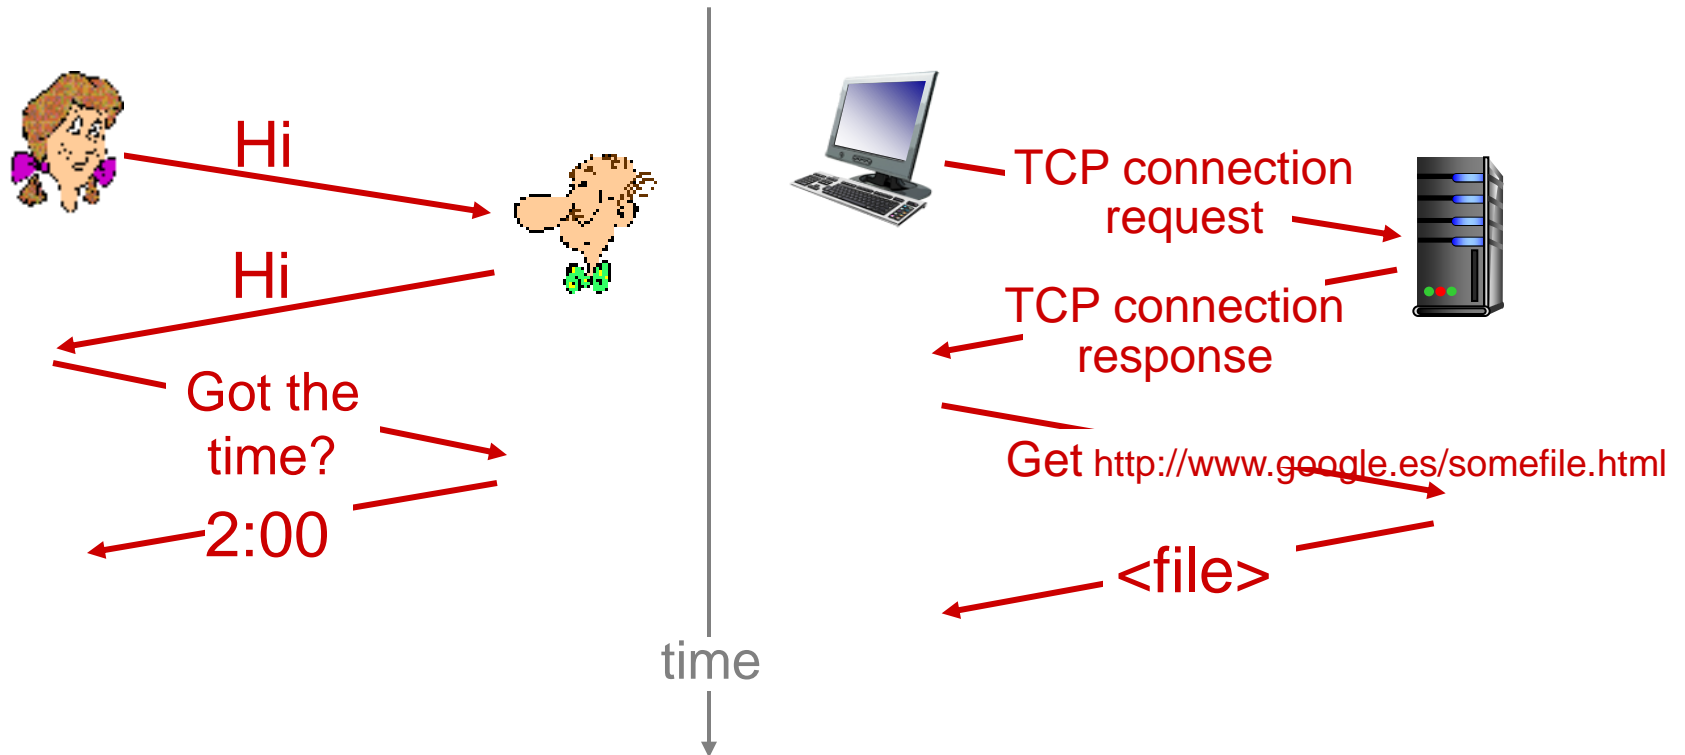 Hi
Hi
Got the
time?
2:00
time
TCP connection
request
TCP connection
response
Get http://www.google.es/somefile.html
<file>